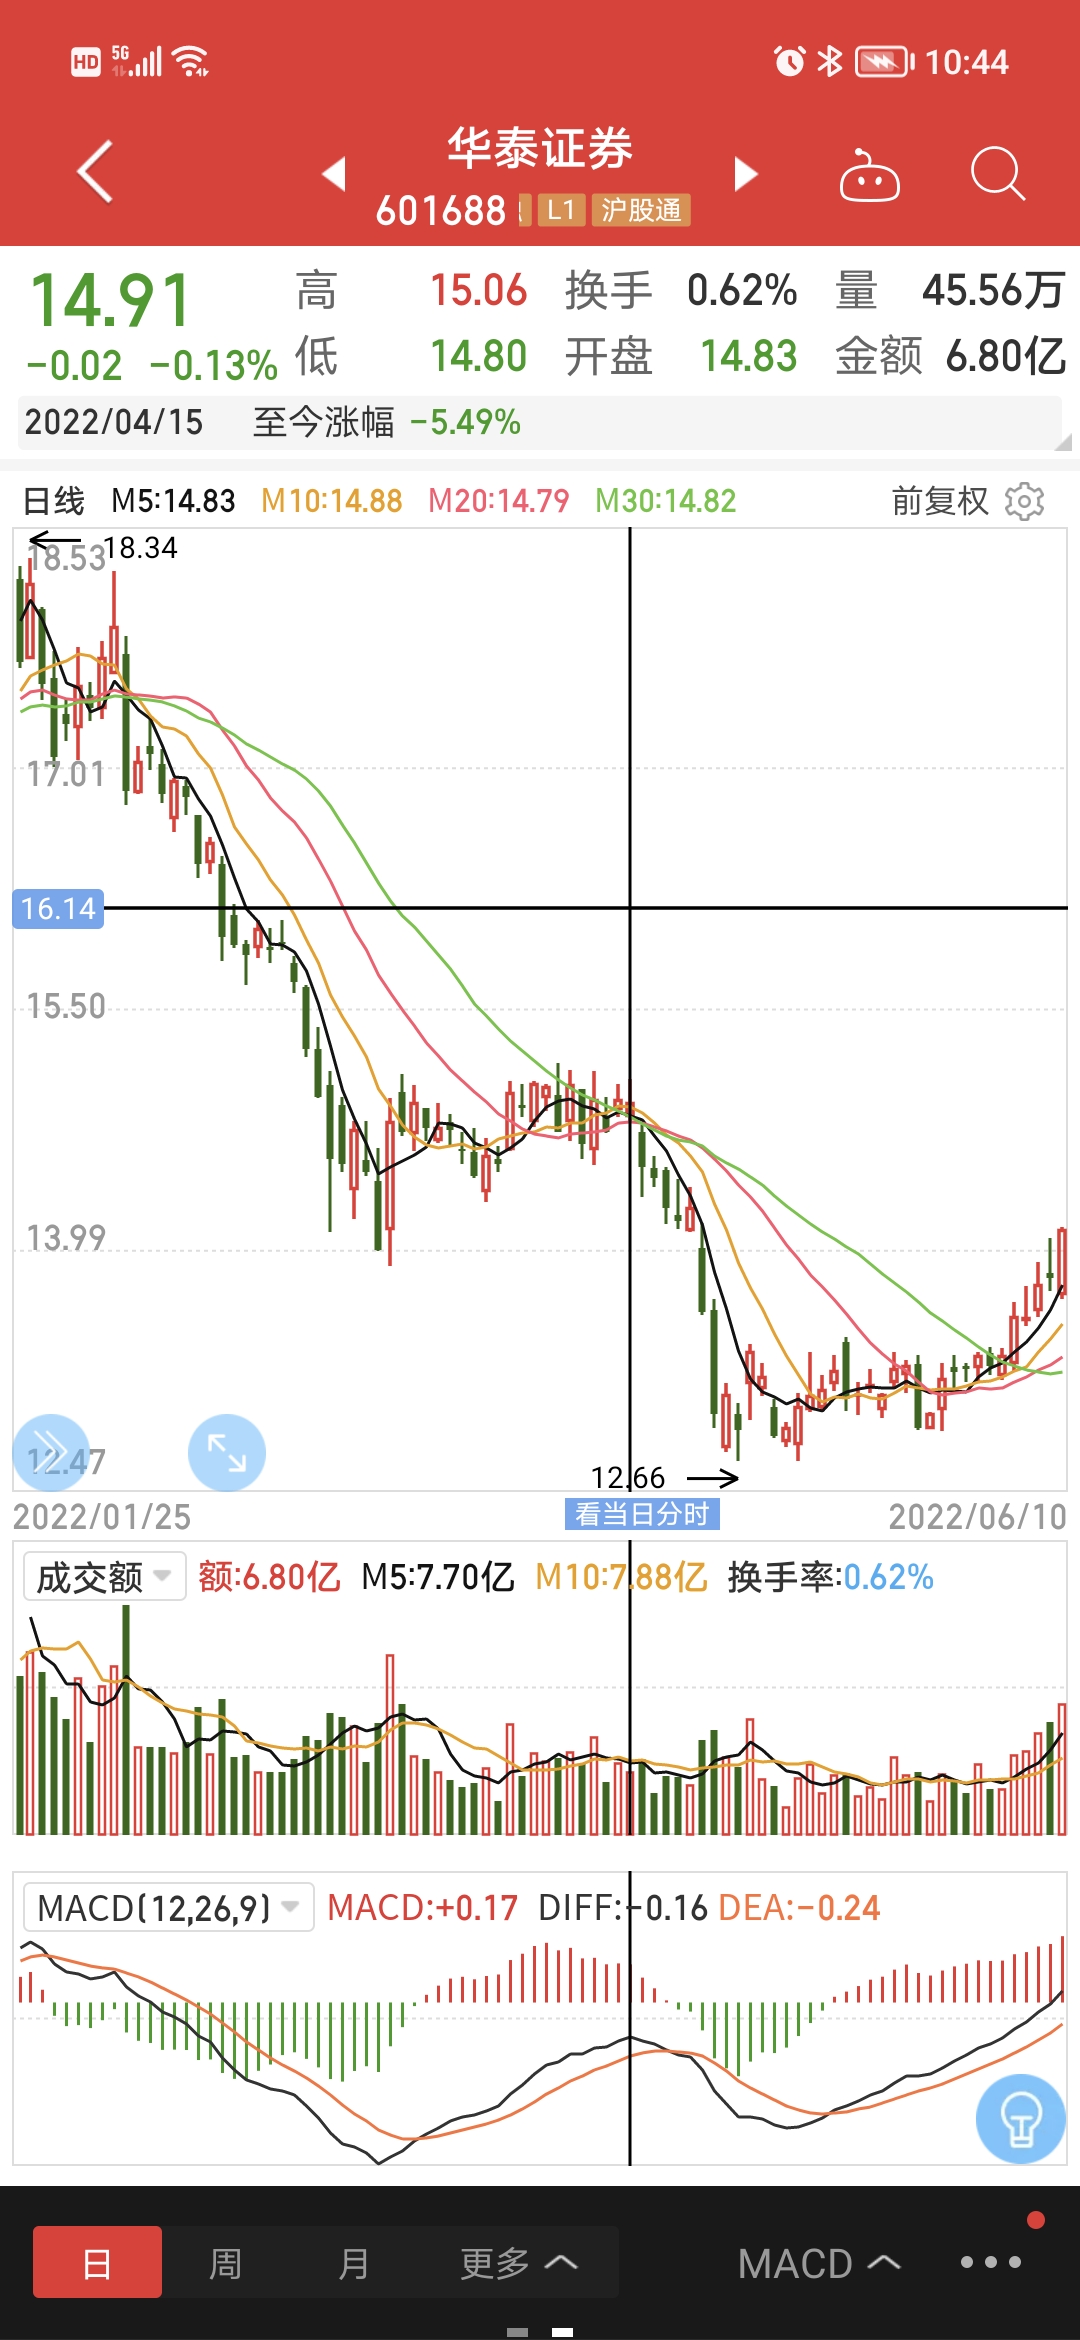 HD 5G 10:44
华泰证券
601688 L1 沪股通
14.91 高 15.06 换手 0.62% 量 45.56万
-0.02 -0.13% 低 14.80 开盘 14.83 金额 6.80亿
2022/04/15 至今涨幅 -5.49%
日线 M5:14.83 M10:14.88 M20:14.79 M30:14.82 前复权
18.53 18.34
17.01
16.14
15.50
13.99
12.47
12.66
2022/01/25 看当日分时 2022/06/10
成交额 额:6.80亿 M5:7.70亿 M10:7.88亿 换手率:0.62%
MACD(12,26,9) MACD:+0.17 DIFF:-0.16 DEA:-0.24
日 周 月 更多 MACD